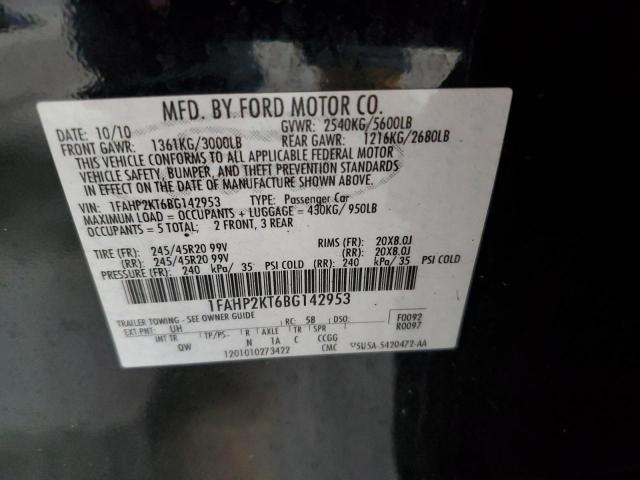 MFD. BY FORD MOTOR CO.
DATE: 10/10 GVWR: 2540KG/5600LB
FRONT GAWR: 1361KG/3000LB REAR GAWR: 1216KG/2680LB
THIS VEHICLE CONFORMS TO ALL APPLICABLE FEDERAL MOTOR
VEHICLE SAFETY, BUMPER, AND THEFT PREVENTION STANDARDS
IN EFFECT ON THE DATE OF MANUFACTURE SHOWN ABOVE.
VIN: 1FAHP2KT6BG142953 TYPE: Passenger Car
MAXIMUM LOAD = OCCUPANTS + LUGGAGE = 430KG/950LB
OCCUPANTS = 5 TOTAL: 2 FRONT, 3 REAR
TIRE (FR): 245/45R20 99V RIMS (FR): 20X8.0J
(RR): 245/45R20 99V (RR): 20X8.0J
PRESSURE (FR): 240 kPa/ 35 PSI COLD (RR): 240 kPa/ 35 PSI COLD
1FAHP2KT6BG142953
TRAILER TOWING - SEE OWNER GUIDE
EXT PNT: UH RC: 5B DSO: F0092
R0097
INT TR TP/PS R AXLE TR SPR
QW N 1A C CCGG
1201010273422 CMC 5U5A-5420472-AA